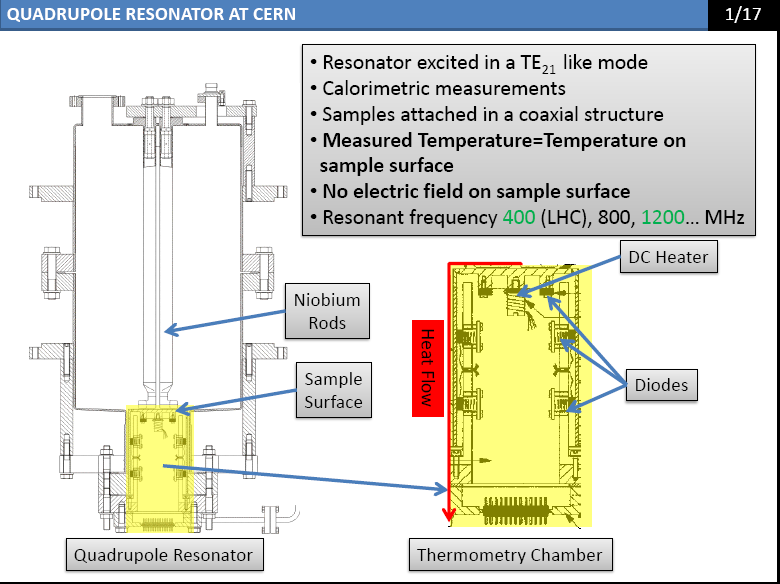 QUADRUPOLE RESONATOR AT CERN
1/17
• Resonator excited in a TE21 like mode
• Calorimetric measurements
• Samples attached in a coaxial structure
• Measured Temperature=Temperature on
sample surface
• No electric field on sample surface
• Resonant frequency 400 (LHC), 800, 1200... MHz
DC Heater
Niobium
Rods
Heat Flow
Sample
Surface
Diodes
Quadrupole Resonator
Thermometry Chamber